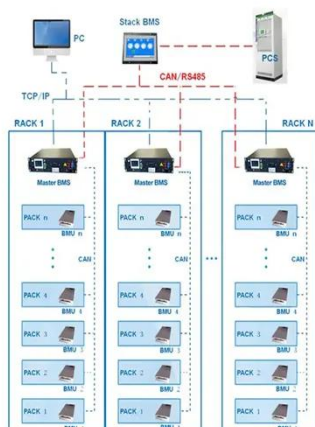 Stack BMS
PC
PCS
CAN/RS485
TCP/IP
RACK 1
RACK 2
RACK N
Master BMS
Master BMS
Master BMS
PACK n
PACK n
PACK n
BMU n
BMU n
BMU n
CAN
CAN
CAN
PACK 4
PACK 4
PACK 4
BMU 4
BMU 4
BMU 4
PACK 3
PACK 3
PACK 3
BMU 3
BMU 3
BMU 3
PACK 2
PACK 2
PACK 2
BMU 2
BMU 2
BMU 2
PACK 1
PACK 1
PACK 1